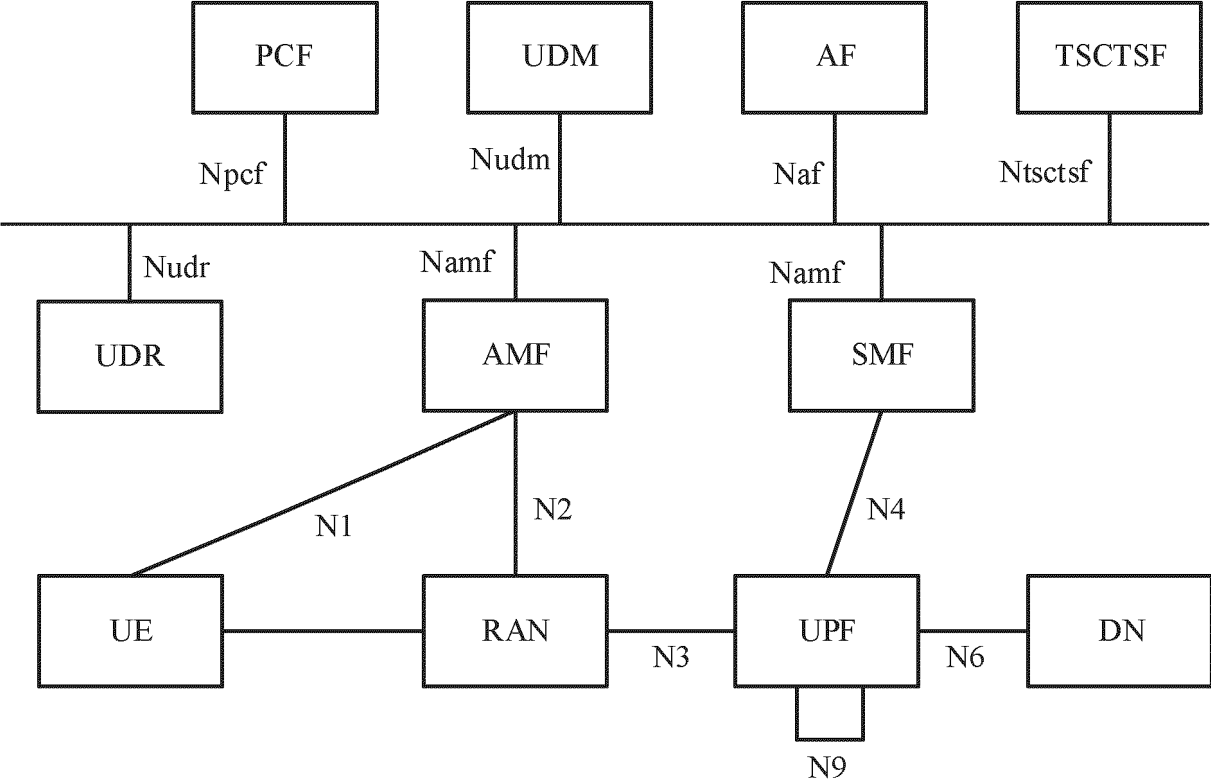 PCF
UDM
AF
TSCTSF
Npcf
Nudm
Naf
Ntsctsf
Nudr
Namf
Namf
UDR
AMF
SMF
N1
N2
N4
UE
RAN
UPF
DN
N3
N6
N9